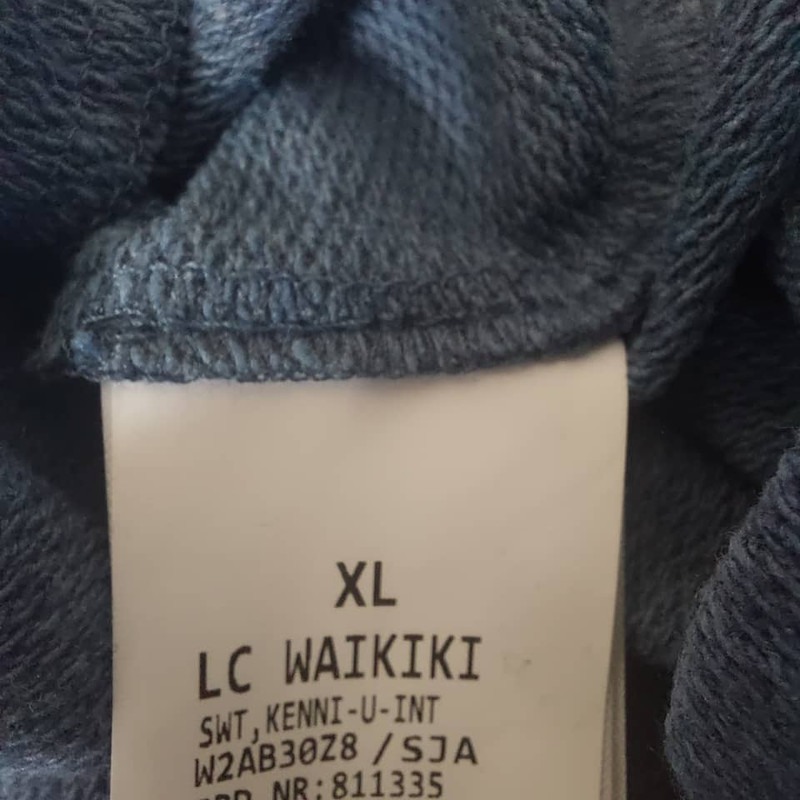 XL
LC WAIKIKI
SWT,KENNI-U-INT
W2AB30Z8 /SJA
NR:811335